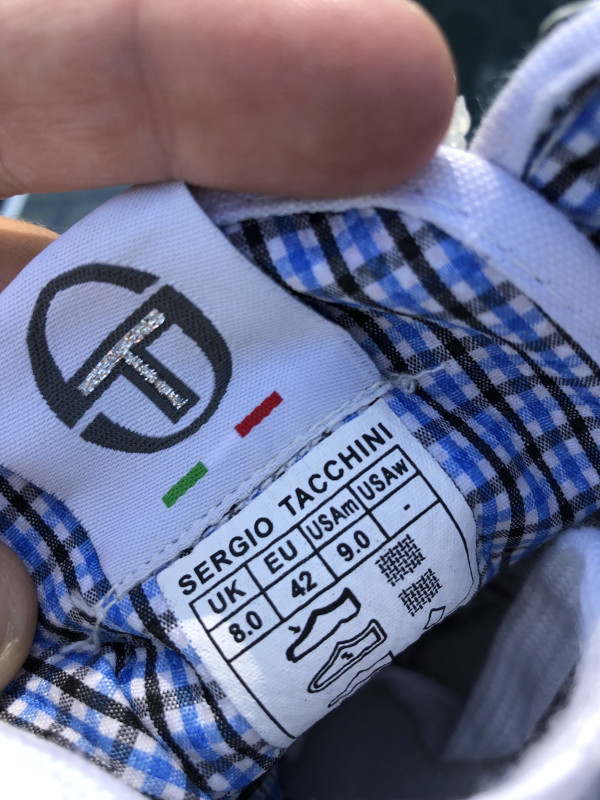 T
SERGIO TACCHINI
UK EU USAm USAw
8.0 42 9.0 -